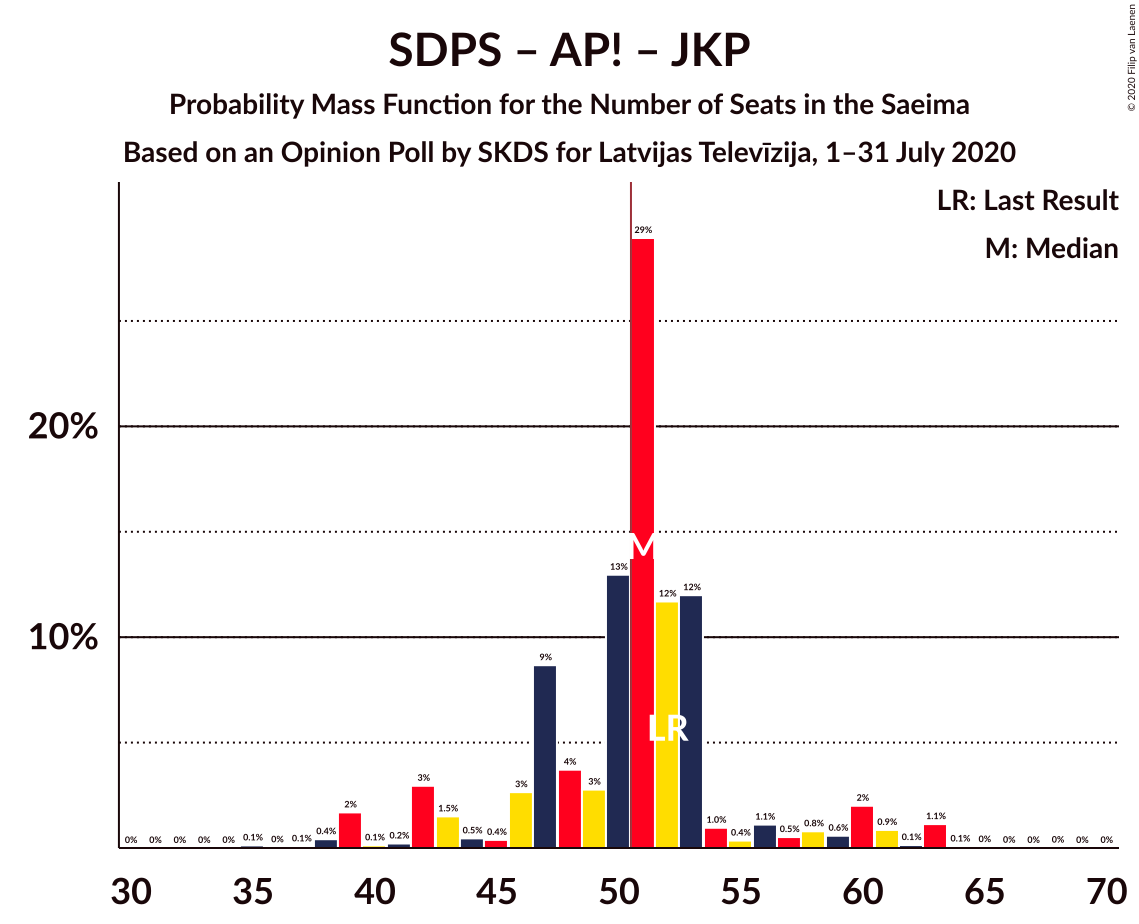 SDPS – AP! – JKP
Probability Mass Function for the Number of Seats in the Saeima
Based on an Opinion Poll by SKDS for Latvijas Televīzija, 1–31 July 2020
© 2020 Filip van Laenen
LR: Last Result
M: Median
20%
10%
0% 0% 0% 0% 0% 0.1% 0% 0.1% 0.4% 2% 0.1% 0.2% 3% 1.5% 0.5% 0.4% 3% 9% 4% 3% 13% 29% 12% 12% 1.0% 0.4% 1.1% 0.5% 0.8% 0.6% 2% 0.9% 0.1% 1.1% 0.1% 0% 0% 0% 0% 0% 0%
M
LR
30 35 40 45 50 55 60 65 70